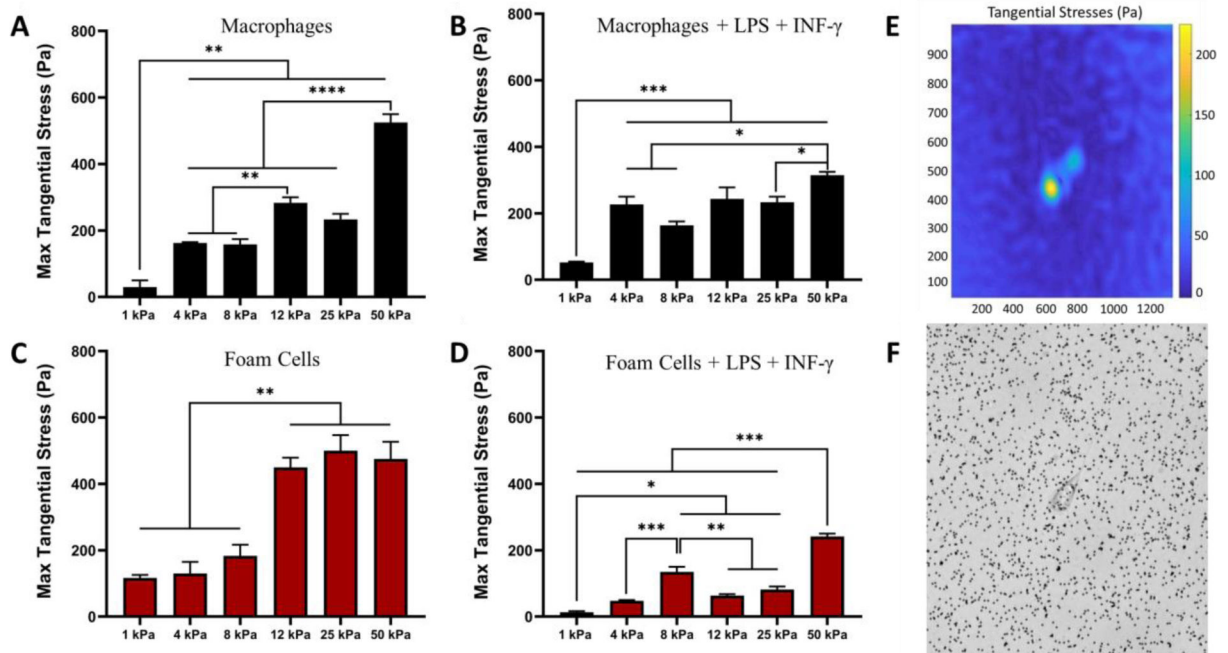 A
Macrophages
Max Tangential Stress (Pa)
800
600
400
200
0
**
****
**
1 kPa 4 kPa 8 kPa 12 kPa 25 kPa 50 kPa
B
Macrophages + LPS + INF-γ
Max Tangential Stress (Pa)
800
600
400
200
0
***
*
*
1 kPa 4 kPa 8 kPa 12 kPa 25 kPa 50 kPa
E
Tangential Stresses (Pa)
900
800
700
600
500
400
300
200
100
200 400 600 800 1000 1200
200
150
100
50
0
C
Foam Cells
Max Tangential Stress (Pa)
800
600
400
200
0
**
1 kPa 4 kPa 8 kPa 12 kPa 25 kPa 50 kPa
D
Foam Cells + LPS + INF-γ
Max Tangential Stress (Pa)
800
600
400
200
0
***
*
***
**
1 kPa 4 kPa 8 kPa 12 kPa 25 kPa 50 kPa
F